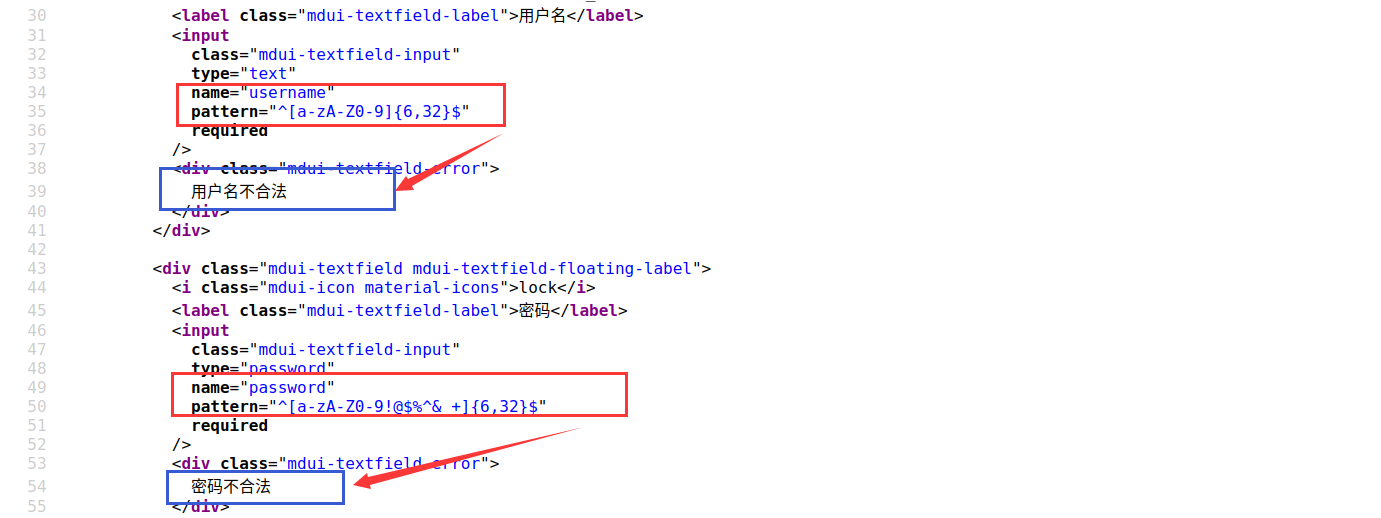 30 <label class="mdui-textfield-label">用户名</label>
31 <input
32 class="mdui-textfield-input"
33 type="text"
34 name="username"
35 pattern="^[a-zA-Z0-9]{6,32}$"
36 required
37 />
38 <div class="mdui-textfield-error">
39 用户名不合法
40 </div>
41 </div>
42
43 <div class="mdui-textfield mdui-textfield-floating-label">
44 <i class="mdui-icon material-icons">lock</i>
45 <label class="mdui-textfield-label">密码</label>
46 <input
47 class="mdui-textfield-input"
48 type="password"
49 name="password"
50 pattern="^[a-zA-Z0-9!@$%^& +]{6,32}$"
51 required
52 />
53 <div class="mdui-textfield-error">
54 密码不合法
55 </div>